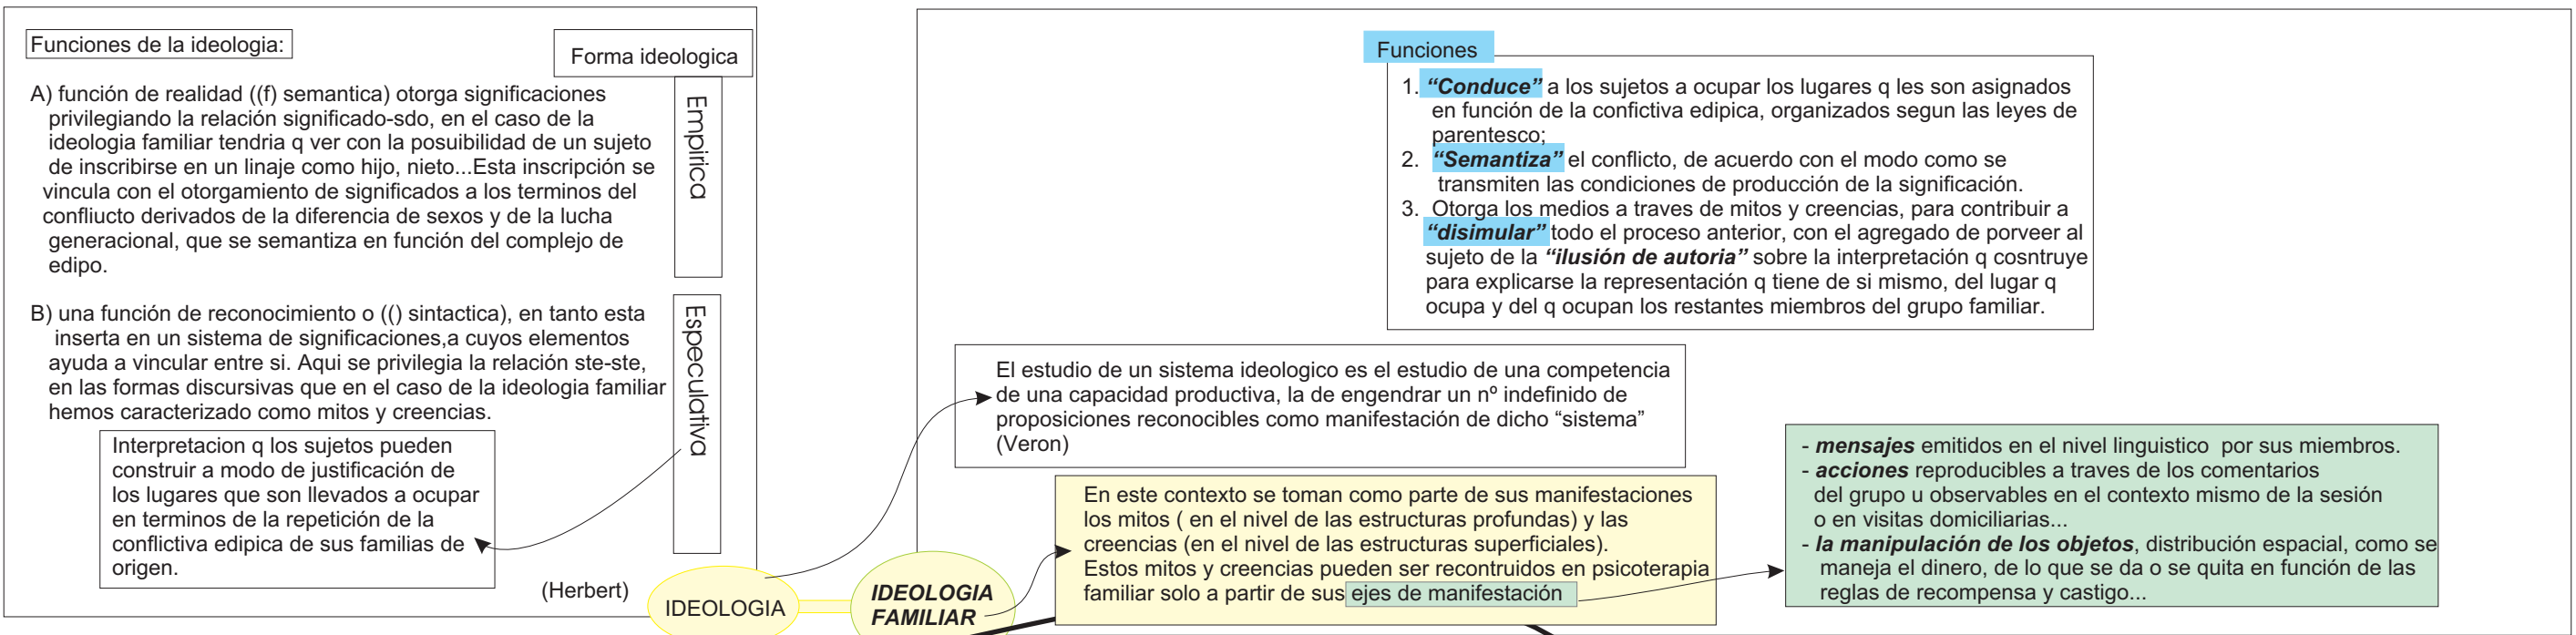 Funciones de la ideologia:
Forma ideologica
A) función de realidad ((f) semantica) otorga significaciones
privilegiando la relación significado-sdo, en el caso de la
ideologia familiar tendria q ver con la posuibilidad de un sujeto
de inscribirse en un linaje como hijo, nieto...Esta inscripción se
vincula con el otorgamiento de significados a los terminos del
confliucto derivados de la diferencia de sexos y de la lucha
generacional, que se semantiza en función del complejo de
edipo.
Empirica
B) una función de reconocimiento o (() sintactica), en tanto esta
inserta en un sistema de significaciones,a cuyos elementos
ayuda a vincular entre si. Aqui se privilegia la relación ste-ste,
en las formas discursivas que en el caso de la ideologia familiar
hemos caracterizado como mitos y creencias.
Especulativa
Interpretacion q los sujetos pueden
construir a modo de justificación de
los lugares que son llevados a ocupar
en terminos de la repetición de la
conflictiva edipica de sus familias de
origen.
(Herbert)
IDEOLOGIA
IDEOLOGIA
FAMILIAR
Funciones
1. “Conduce” a los sujetos a ocupar los lugares q les son asignados
en función de la confictiva edipica, organizados segun las leyes de
parentesco;
2. “Semantiza” el conflicto, de acuerdo con el modo como se
transmiten las condiciones de producción de la significación.
3. Otorga los medios a traves de mitos y creencias, para contribuir a
“disimular” todo el proceso anterior, con el agregado de porveer al
sujeto de la “ilusión de autoria” sobre la interpretación q cosntruye
para explicarse la representación q tiene de si mismo, del lugar q
ocupa y del q ocupan los restantes miembros del grupo familiar.
El estudio de un sistema ideologico es el estudio de una competencia
de una capacidad productiva, la de engendrar un nº indefinido de
proposiciones reconocibles como manifestación de dicho “sistema”
(Veron)
En este contexto se toman como parte de sus manifestaciones
los mitos ( en el nivel de las estructuras profundas) y las
creencias (en el nivel de las estructuras superficiales).
Estos mitos y creencias pueden ser recontruidos en psicoterapia
familiar solo a partir de sus ejes de manifestación
- mensajes emitidos en el nivel linguistico por sus miembros.
- acciones reproducibles a traves de los comentarios
del grupo u observables en el contexto mismo de la sesión
o en visitas domiciliarias...
- la manipulación de los objetos, distribución espacial, como se
maneja el dinero, de lo que se da o se quita en función de las
reglas de recompensa y castigo...